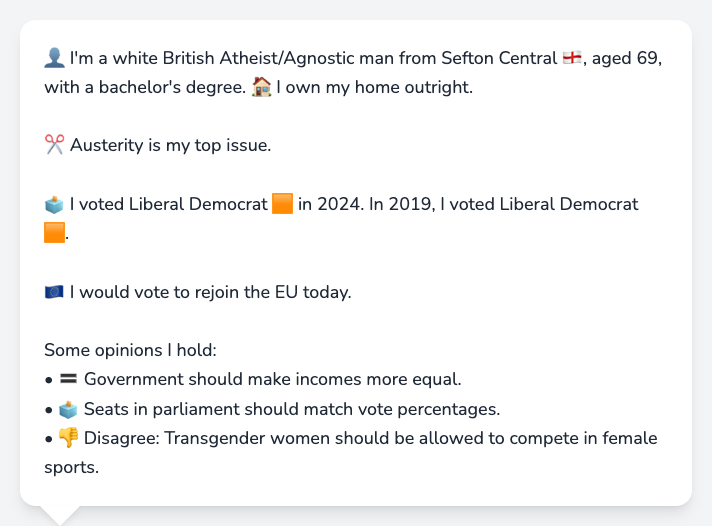 👤 I'm a white British Atheist/Agnostic man from Sefton Central 🏴󠁧󠁢󠁥󠁮󠁧󠁿, aged 69,
with a bachelor's degree. 🏠 I own my home outright.
✂️ Austerity is my top issue.
🗳️ I voted Liberal Democrat 🟧 in 2024. In 2019, I voted Liberal Democrat
🟧.
🇪🇺 I would vote to rejoin the EU today.
Some opinions I hold:
• 🟰 Government should make incomes more equal.
• 🗳️ Seats in parliament should match vote percentages.
• 👎 Disagree: Transgender women should be allowed to compete in female
sports.